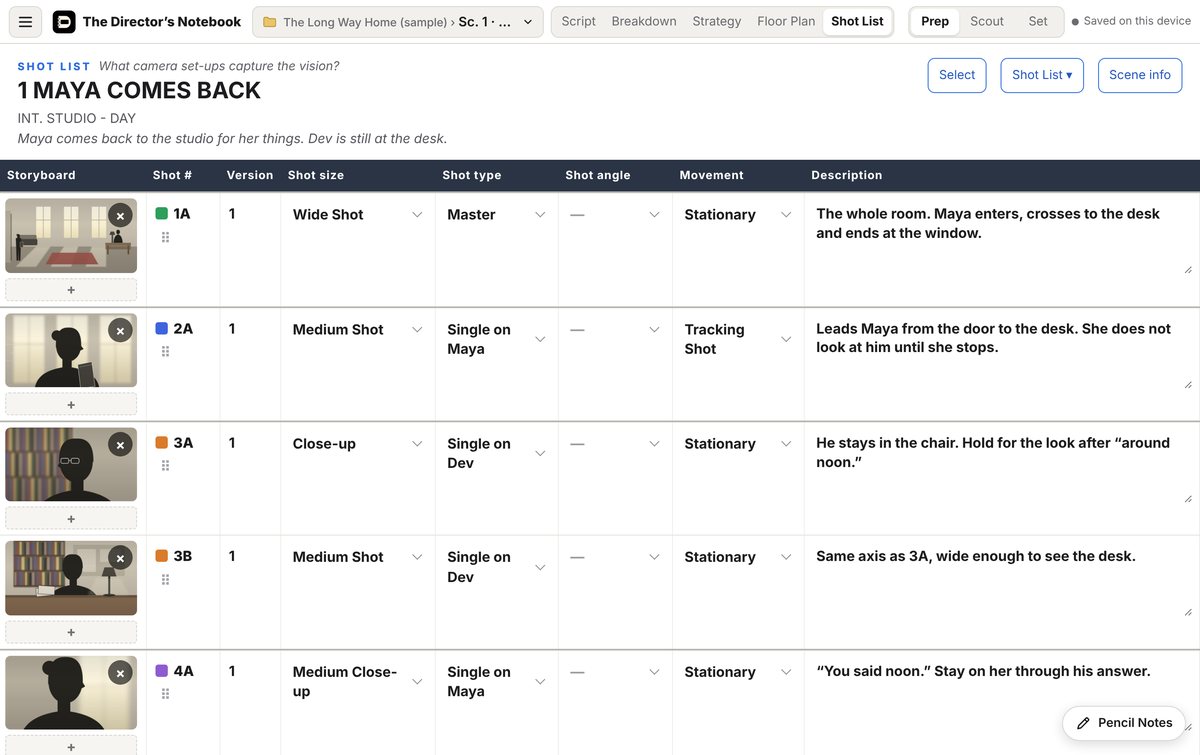 The Director’s Notebook
The Long Way Home (sample) › Sc. 1 · ...
Script Breakdown Strategy Floor Plan Shot List
Prep Scout Set
Saved on this device
SHOT LIST What camera set-ups capture the vision?
1 MAYA COMES BACK
INT. STUDIO - DAY
Maya comes back to the studio for her things. Dev is still at the desk.
Select
Shot List ▾
Scene info
Storyboard Shot # Version Shot size Shot type Shot angle Movement Description
1A 1 Wide Shot Master — Stationary The whole room. Maya enters, crosses to the desk
and ends at the window.
+
2A 1 Medium Shot Single on — Tracking Leads Maya from the door to the desk. She does not
Maya Shot look at him until she stops.
+
3A 1 Close-up Single on — Stationary He stays in the chair. Hold for the look after “around
Dev noon.”
+
3B 1 Medium Shot Single on — Stationary Same axis as 3A, wide enough to see the desk.
Dev
+
4A 1 Medium Close- Single on — Stationary “You said noon.” Stay on her through his answer.
up Maya
+
Pencil Notes